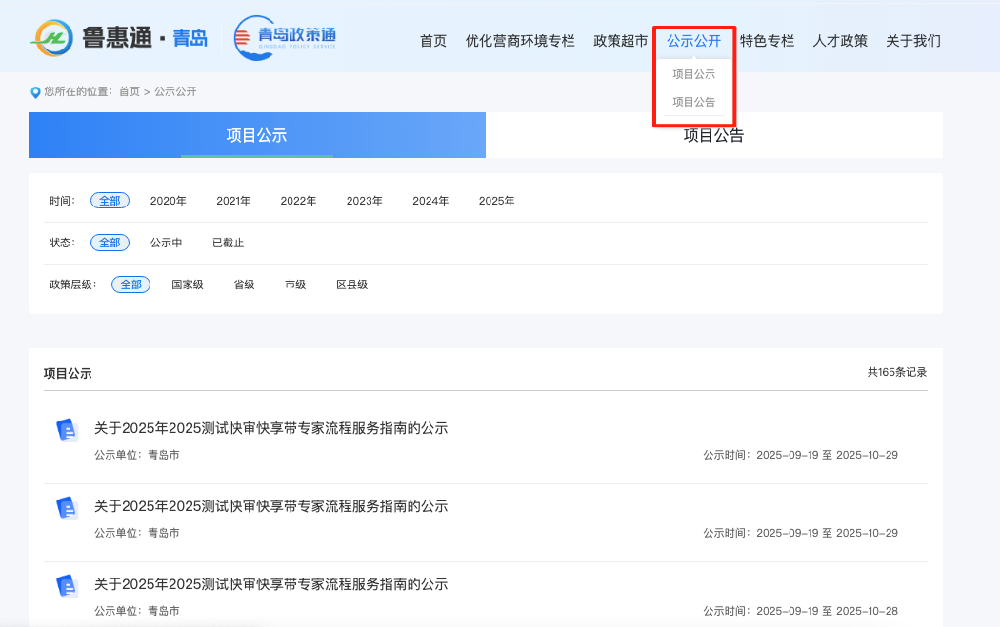 鲁惠通·青岛
青岛政策通
QINGDAO POLICY SERVICE
首页 优化营商环境专栏 政策超市 公示公开 特色专栏 人才政策 关于我们
项目公示
项目公告
您所在的位置：首页 > 公示公开
项目公示 项目公告
时间： 全部 2020年 2021年 2022年 2023年 2024年 2025年
状态： 全部 公示中 已截止
政策层级： 全部 国家级 省级 市级 区县级
项目公示 共165条记录
关于2025年2025测试快审快享带专家流程服务指南的公示
公示单位：青岛市 公示时间：2025-09-19 至 2025-10-29
关于2025年2025测试快审快享带专家流程服务指南的公示
公示单位：青岛市 公示时间：2025-09-19 至 2025-10-29
关于2025年2025测试快审快享带专家流程服务指南的公示
公示单位：青岛市 公示时间：2025-09-19 至 2025-10-28